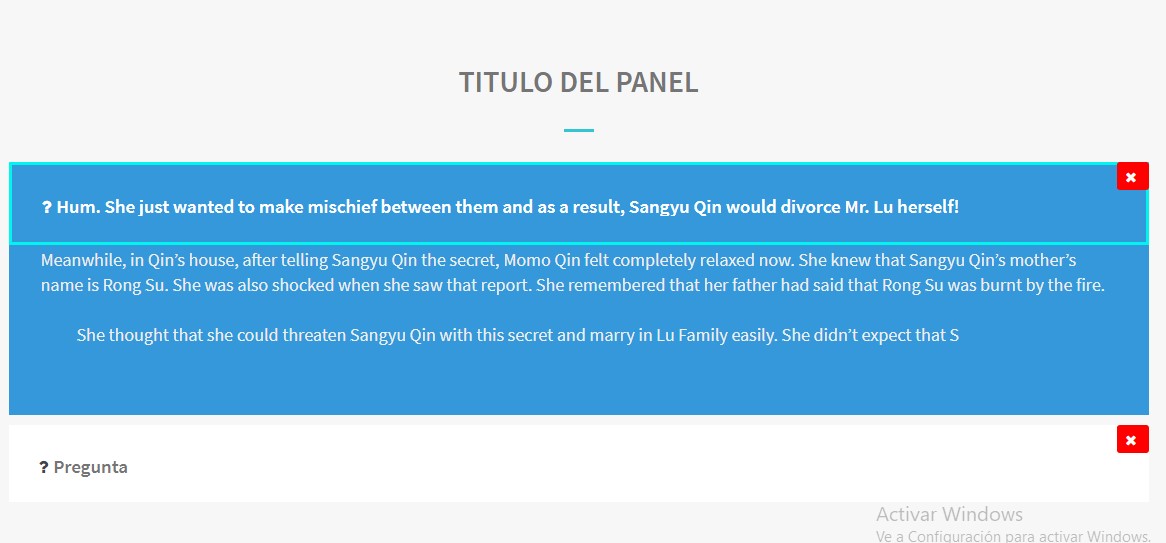 TITULO DEL PANEL
? Hum. She just wanted to make mischief between them and as a result, Sangyu Qin would divorce Mr. Lu herself!
Meanwhile, in Qin’s house, after telling Sangyu Qin the secret, Momo Qin felt completely relaxed now. She knew that Sangyu Qin’s mother’s
name is Rong Su. She was also shocked when she saw that report. She remembered that her father had said that Rong Su was burnt by the fire.
She thought that she could threaten Sangyu Qin with this secret and marry in Lu Family easily. She didn’t expect that S
? Pregunta
Activar Windows
Ve a Configuración para activar Windows.